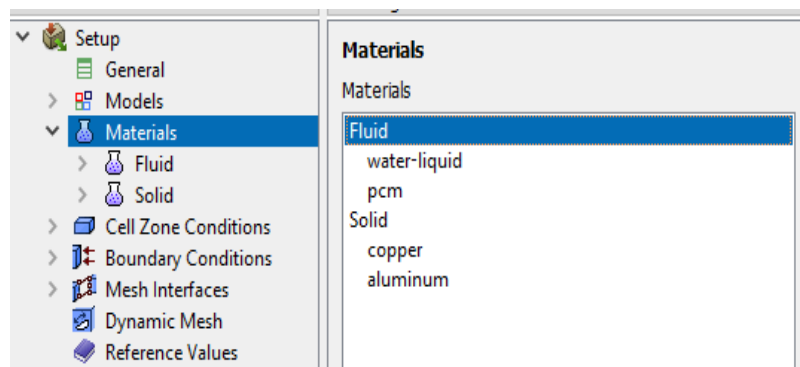 Setup
General
Models
Materials
Fluid
Solid
Cell Zone Conditions
Boundary Conditions
Mesh Interfaces
Dynamic Mesh
Reference Values
Materials
Materials
Fluid
water-liquid
pcm
Solid
copper
aluminum